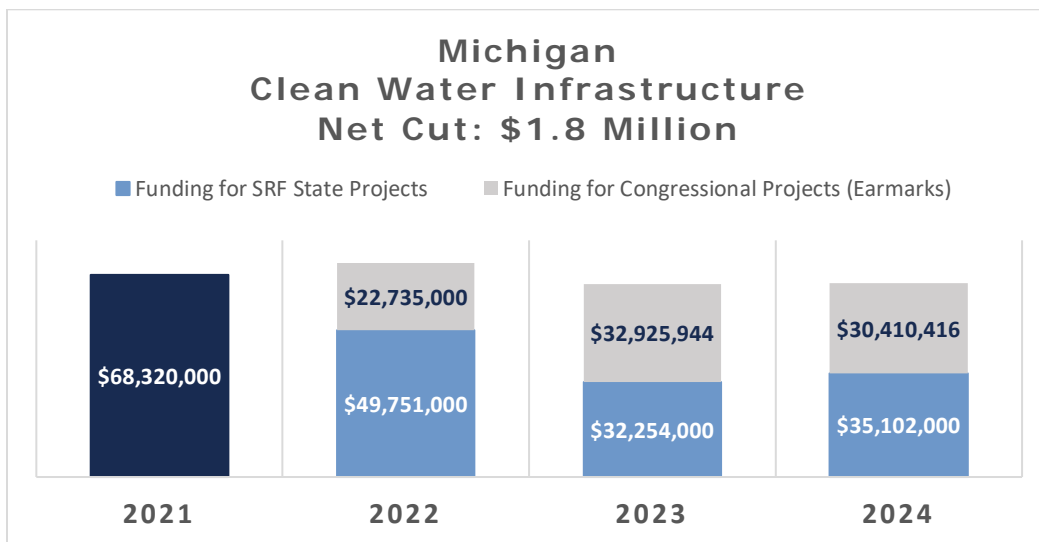 Michigan
Clean Water Infrastructure
Net Cut: $1.8 Million
Funding for SRF State Projects Funding for Congressional Projects (Earmarks)
$68,320,000
$22,735,000
$49,751,000
$32,925,944
$32,254,000
$30,410,416
$35,102,000
2021 2022 2023 2024